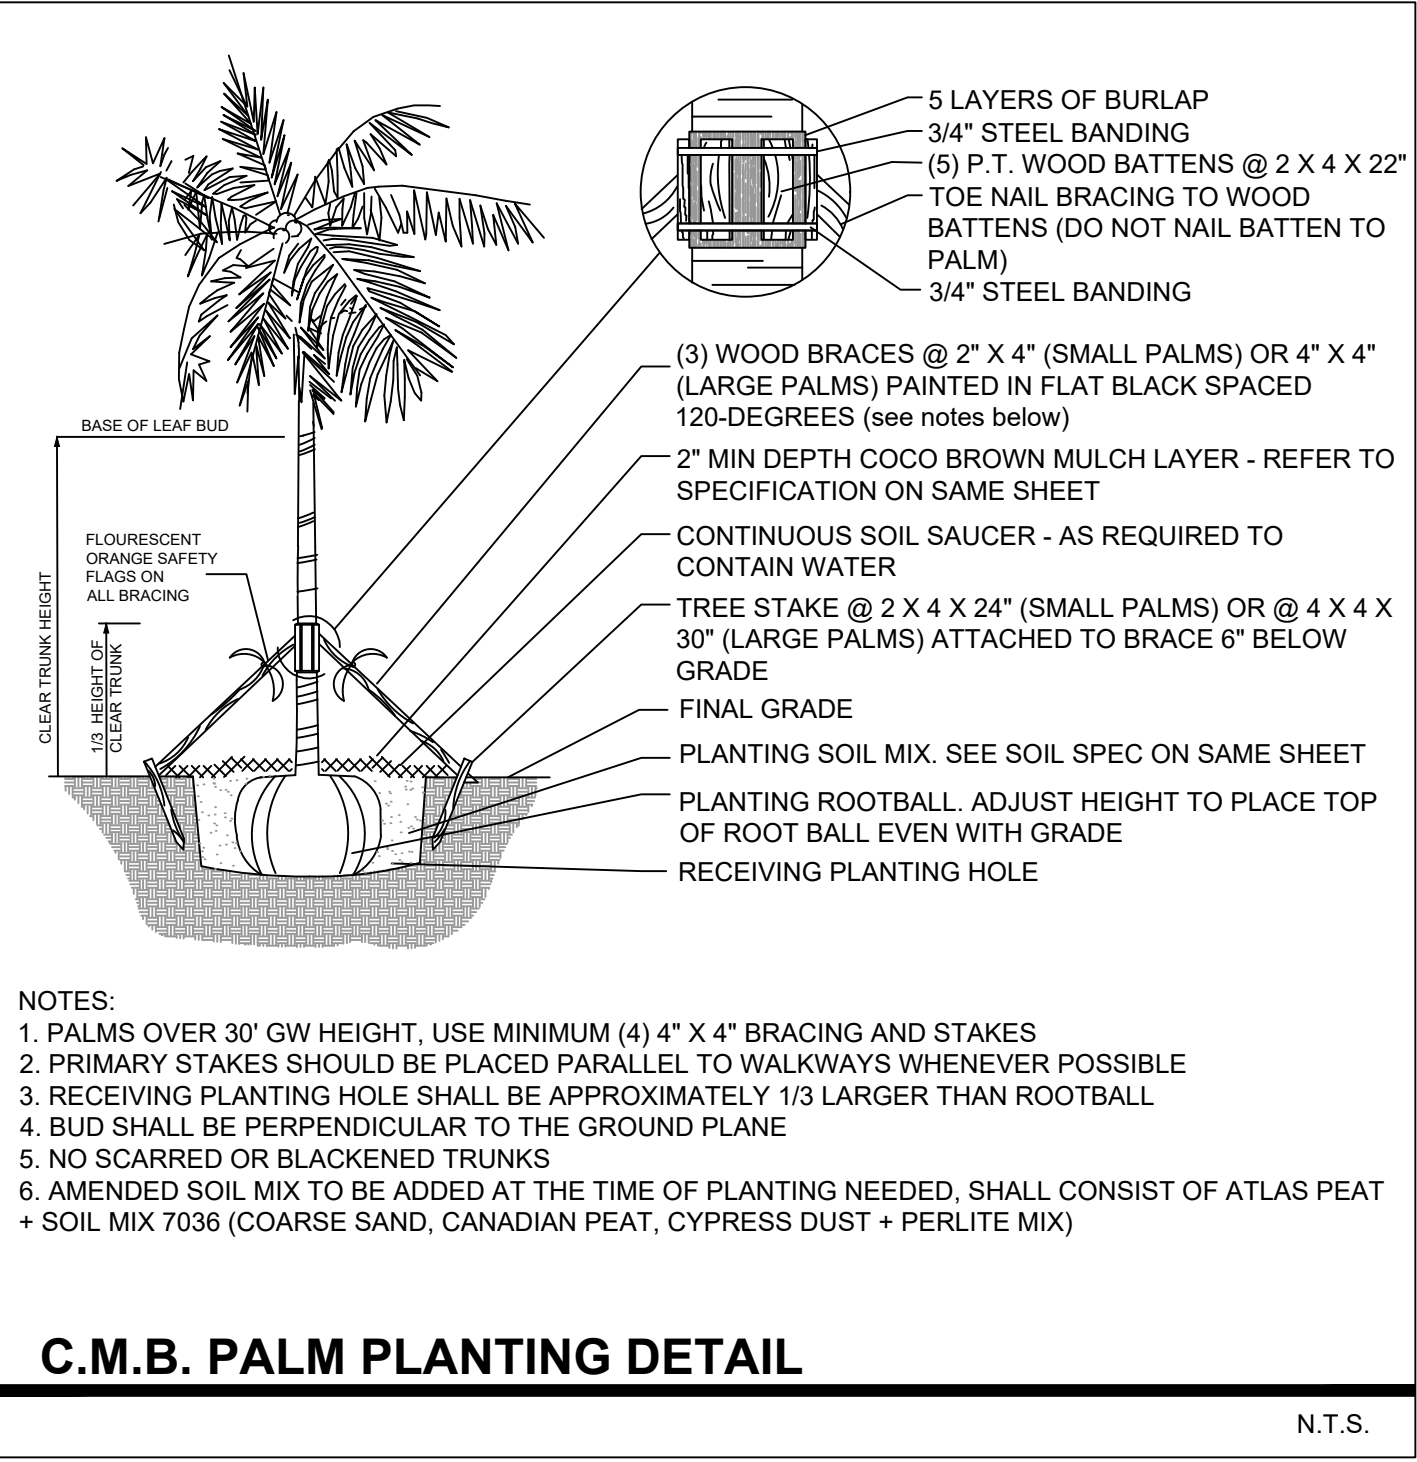 5 LAYERS OF BURLAP
3/4" STEEL BANDING
(5) P.T. WOOD BATTENS @ 2 X 4 X 22"
TOE NAIL BRACING TO WOOD
BATTENS (DO NOT NAIL BATTEN TO
PALM)
3/4" STEEL BANDING
(3) WOOD BRACES @ 2" X 4" (SMALL PALMS) OR 4" X 4"
(LARGE PALMS) PAINTED IN FLAT BLACK SPACED
120-DEGREES (see notes below)
2" MIN DEPTH COCO BROWN MULCH LAYER - REFER TO
SPECIFICATION ON SAME SHEET
CONTINUOUS SOIL SAUCER - AS REQUIRED TO
CONTAIN WATER
TREE STAKE @ 2 X 4 X 24" (SMALL PALMS) OR @ 4 X 4 X
30" (LARGE PALMS) ATTACHED TO BRACE 6" BELOW
GRADE
FINAL GRADE
PLANTING SOIL MIX. SEE SOIL SPEC ON SAME SHEET
PLANTING ROOTBALL. ADJUST HEIGHT TO PLACE TOP
OF ROOT BALL EVEN WITH GRADE
RECEIVING PLANTING HOLE
BASE OF LEAF BUD
FLOURESCENT
ORANGE SAFETY
FLAGS ON
ALL BRACING
CLEAR TRUNK HEIGHT
1/3 HEIGHT OF
CLEAR TRUNK
NOTES:
1. PALMS OVER 30' GW HEIGHT, USE MINIMUM (4) 4" X 4" BRACING AND STAKES
2. PRIMARY STAKES SHOULD BE PLACED PARALLEL TO WALKWAYS WHENEVER POSSIBLE
3. RECEIVING PLANTING HOLE SHALL BE APPROXIMATELY 1/3 LARGER THAN ROOTBALL
4. BUD SHALL BE PERPENDICULAR TO THE GROUND PLANE
5. NO SCARRED OR BLACKENED TRUNKS
6. AMENDED SOIL MIX TO BE ADDED AT THE TIME OF PLANTING NEEDED, SHALL CONSIST OF ATLAS PEAT
+ SOIL MIX 7036 (COARSE SAND, CANADIAN PEAT, CYPRESS DUST + PERLITE MIX)
C.M.B. PALM PLANTING DETAIL
N.T.S.